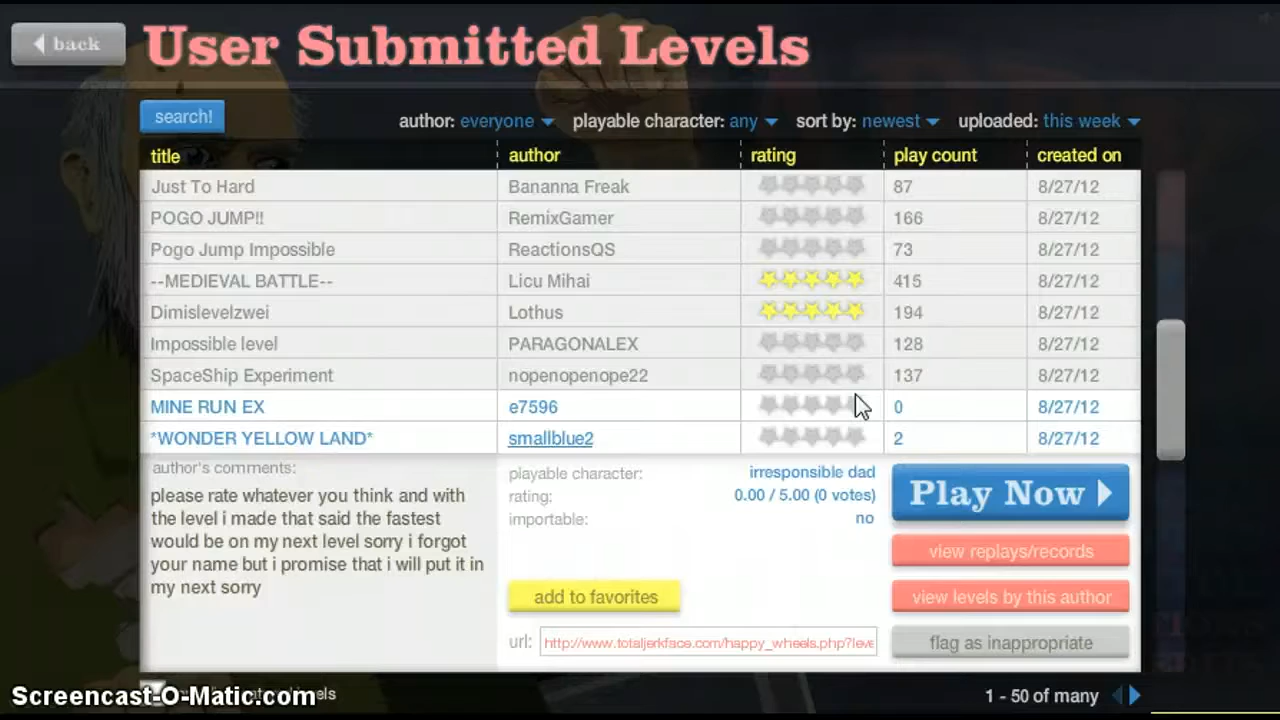 back
User Submitted Levels
search!
author: everyone playable character: any sort by: newest uploaded: this week
title author rating play count created on
Just To Hard Bananna Freak 87 8/27/12
POGO JUMP!! RemixGamer 166 8/27/12
Pogo Jump Impossible ReactionsQS 73 8/27/12
--MEDIEVAL BATTLE-- Licu Mihai 415 8/27/12
Dimislevelzwei Lothus 194 8/27/12
Impossible level PARAGONALEX 128 8/27/12
SpaceShip Experiment nopenopenope22 137 8/27/12
MINE RUN EX e7596 0 8/27/12
*WONDER YELLOW LAND* smallblue2 2 8/27/12
author's comments:
please rate whatever you think and with
the level i made that said the fastest
would be on my next level sorry i forgot
your name but i promise that i will put it in
my next sorry
playable character: irresponsible dad
rating: 0.00 / 5.00 (0 votes)
importable: no
add to favorites
url: http://www.totaljerkface.com/happy_wheels.php?leve
Play Now
view replays/records
view levels by this author
flag as inappropriate
Screencast-O-Matic.com
1 - 50 of many